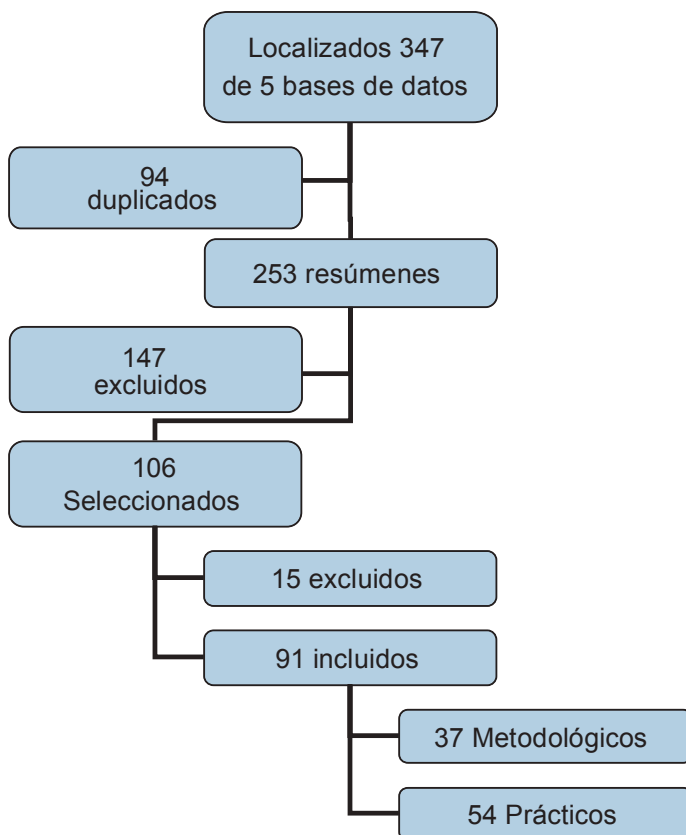 Localizados 347
de 5 bases de datos
94
duplicados
253 resúmenes
147
excluidos
106
Seleccionados
15 excluidos
91 incluidos
37 Metodológicos
54 Prácticos